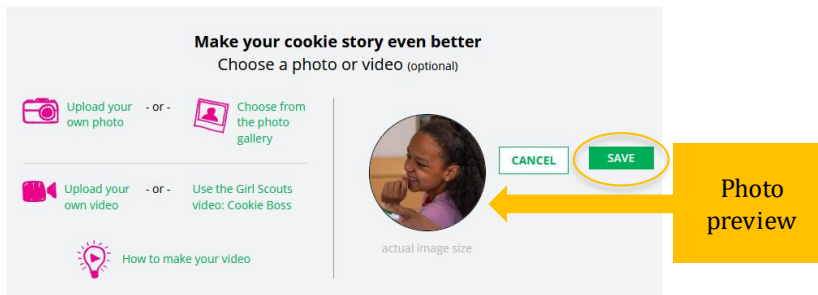 Make your cookie story even better
Choose a photo or video (optional)
Upload your
own photo
- or -
Choose from
the photo
gallery
Upload your
own video
- or -
Use the Girl Scouts
video: Cookie Boss
How to make your video
actual image size
CANCEL
SAVE
Photo
preview